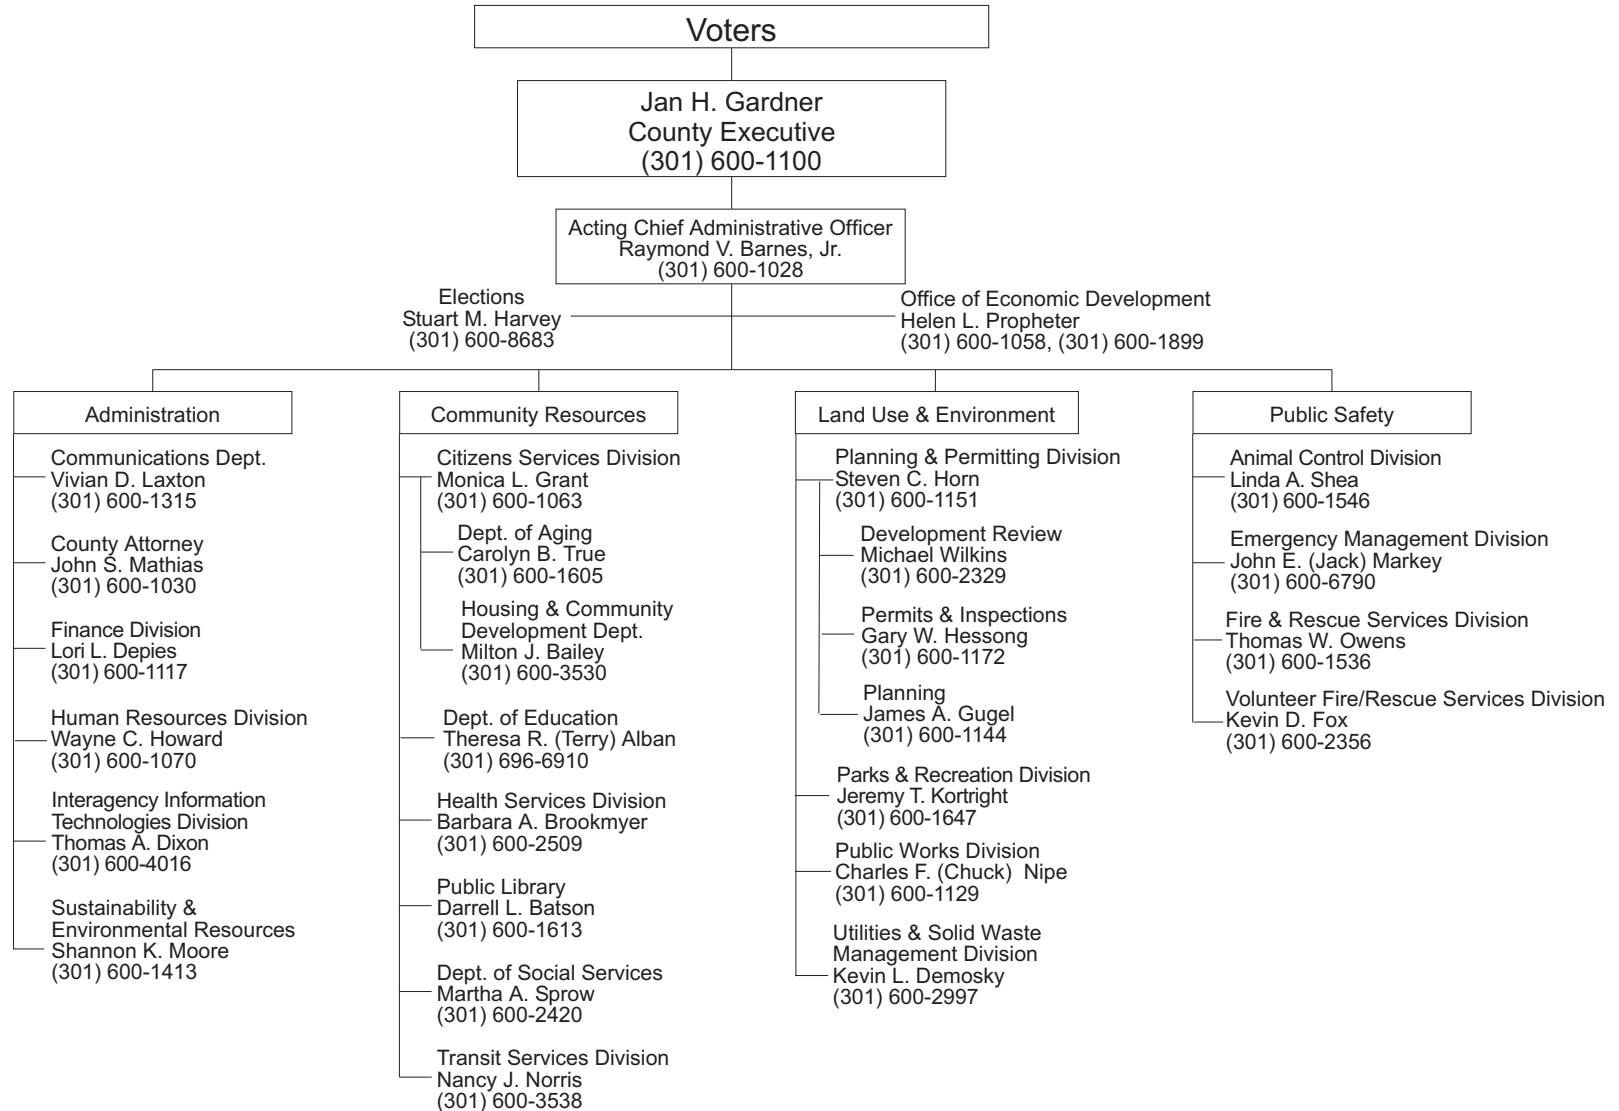 Voters
Jan H. Gardner
County Executive
(301) 600-1100
Acting Chief Administrative Officer
Raymond V. Barnes, Jr.
(301) 600-1028
Elections
Stuart M. Harvey
(301) 600-8683
Office of Economic Development
Helen L. Propheter
(301) 600-1058, (301) 600-1899
Administration
Communications Dept.
Vivian D. Laxton
(301) 600-1315
County Attorney
John S. Mathias
(301) 600-1030
Finance Division
Lori L. Depies
(301) 600-1117
Human Resources Division
Wayne C. Howard
(301) 600-1070
Interagency Information
Technologies Division
Thomas A. Dixon
(301) 600-4016
Sustainability &
Environmental Resources
Shannon K. Moore
(301) 600-1413
Community Resources
Citizens Services Division
Monica L. Grant
(301) 600-1063
Dept. of Aging
Carolyn B. True
(301) 600-1605
Housing & Community
Development Dept.
Milton J. Bailey
(301) 600-3530
Dept. of Education
Theresa R. (Terry) Alban
(301) 696-6910
Health Services Division
Barbara A. Brookmyer
(301) 600-2509
Public Library
Darrell L. Batson
(301) 600-1613
Dept. of Social Services
Martha A. Sprow
(301) 600-2420
Transit Services Division
Nancy J. Norris
(301) 600-3538
Land Use & Environment
Planning & Permitting Division
Steven C. Horn
(301) 600-1151
Development Review
Michael Wilkins
(301) 600-2329
Permits & Inspections
Gary W. Hessong
(301) 600-1172
Planning
James A. Gugel
(301) 600-1144
Parks & Recreation Division
Jeremy T. Kortright
(301) 600-1647
Public Works Division
Charles F. (Chuck) Nipe
(301) 600-1129
Utilities & Solid Waste
Management Division
Kevin L. Demosky
(301) 600-2997
Public Safety
Animal Control Division
Linda A. Shea
(301) 600-1546
Emergency Management Division
John E. (Jack) Markey
(301) 600-6790
Fire & Rescue Services Division
Thomas W. Owens
(301) 600-1536
Volunteer Fire/Rescue Services Division
Kevin D. Fox
(301) 600-2356